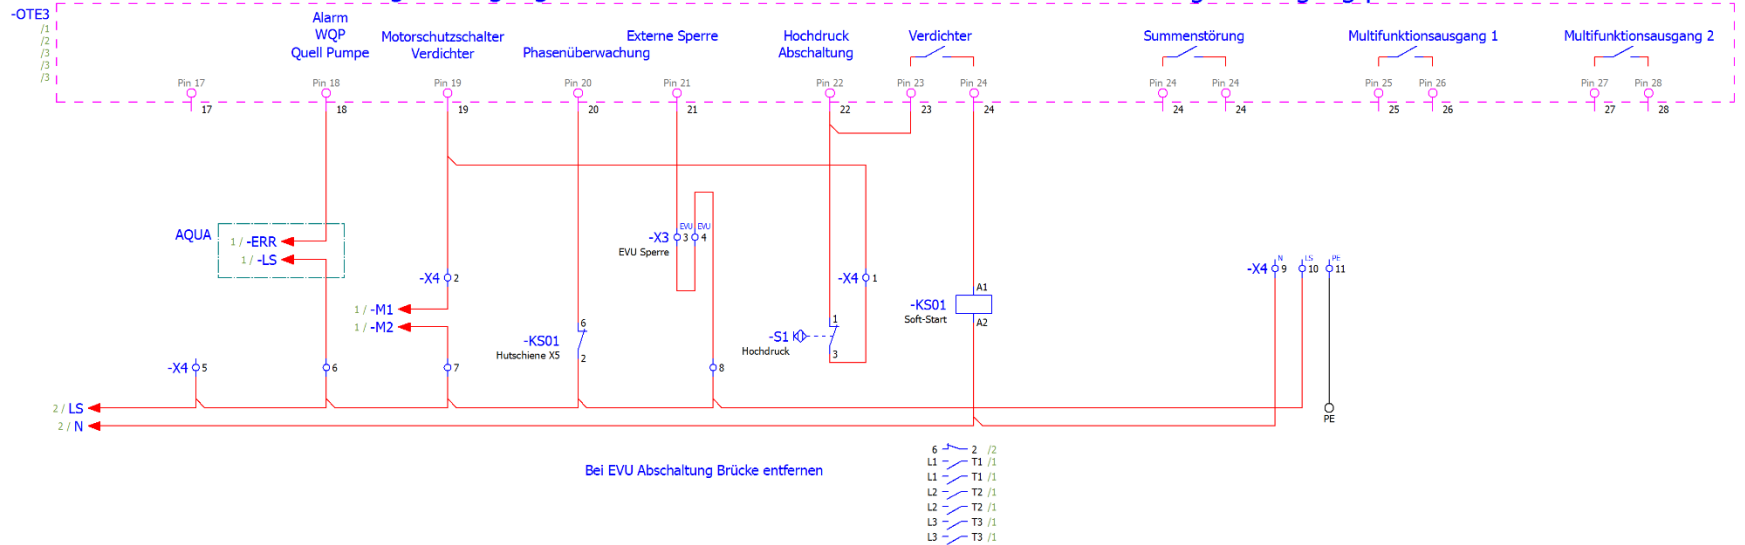 -OTE3
/1
/2
/3
/3
/3
Alarm
WQP
Quell Pumpe
Motorschutzschalter
Verdichter
Phasenüberwachung
Externe Sperre
Hochdruck
Abschaltung
Verdichter
Summenstörung
Multifunktionsausgang 1
Multifunktionsausgang 2
Pin 17
Pin 18
Pin 19
Pin 20
Pin 21
Pin 22
Pin 23
Pin 24
Pin 24
Pin 24
Pin 25
Pin 26
Pin 27
Pin 28
17
18
19
20
21
22
23
24
24
24
25
26
27
28
AQUA
1 / -ERR
1 / -LS
-X3
EVU
3
EVU
4
EVU Sperre
-X4 2
-X4 1
-X4
N
9
LS
10
PE
11
1 / -M1
1 / -M2
-KS01
Hutschiene X5
6
2
-S1
Hochdruck
1
3
-KS01
Soft-Start
A1
A2
-X4 5
6
7
8
2 / LS
2 / N
PE
Bei EVU Abschaltung Brücke entfernen
6 2 /2
L1 T1 /1
L1 T1 /1
L2 T2 /1
L2 T2 /1
L3 T3 /1
L3 T3 /1